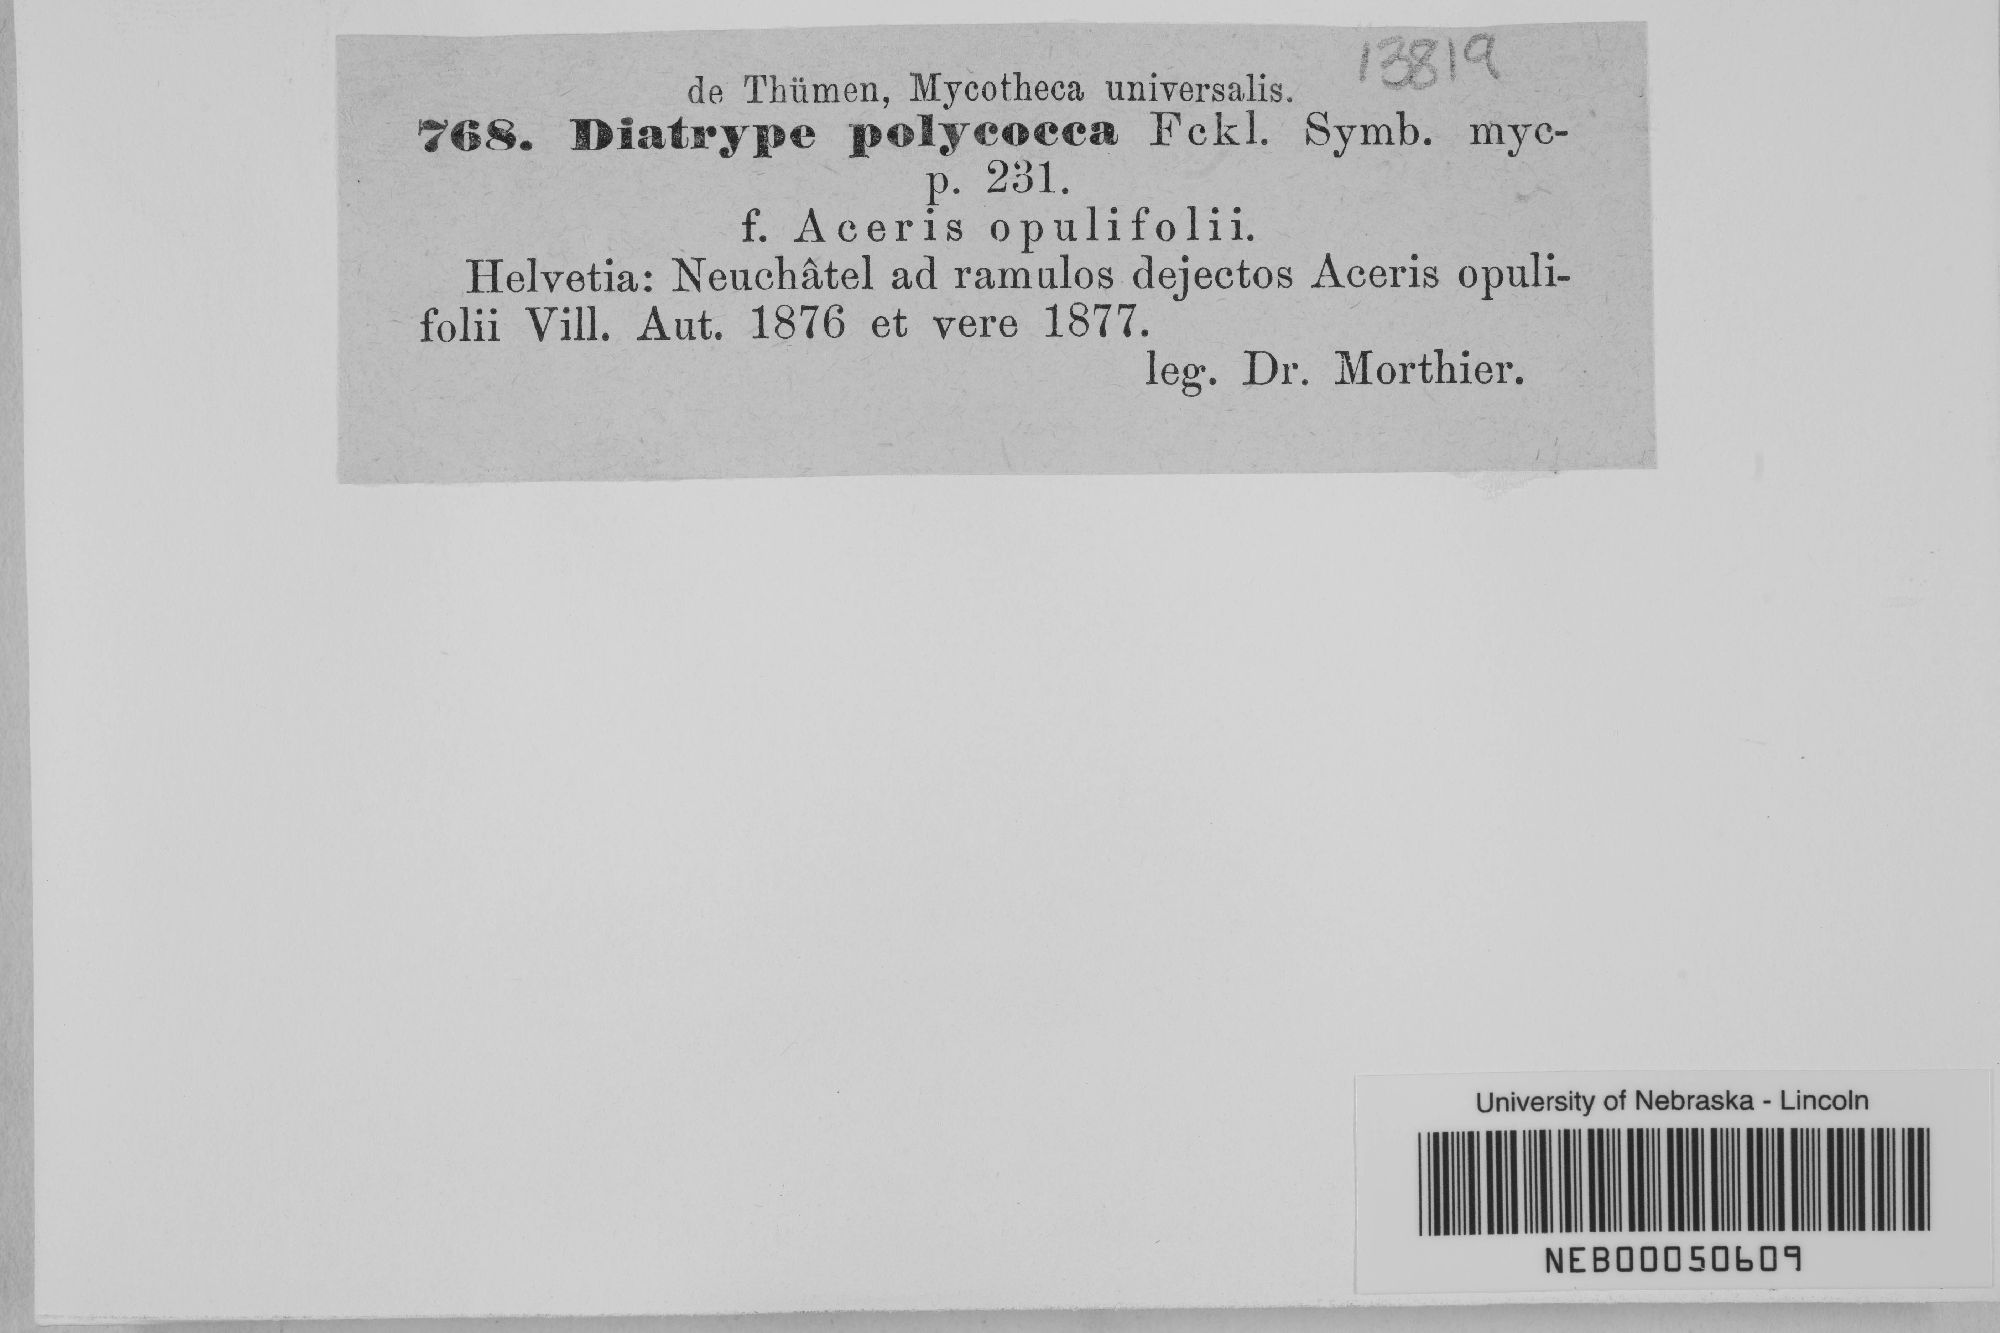 13819
de Thümen, Mycotheca universalis.
768. Diatrype polycocca Fckl. Symb. myc-
p. 231.
f. Aceris opulifolii.
Helvetia: Neuchâtel ad ramulos dejectos Aceris opuli-
folii Vill. Aut. 1876 et vere 1877.
leg. Dr. Morthier.
University of Nebraska - Lincoln
NEB00050609